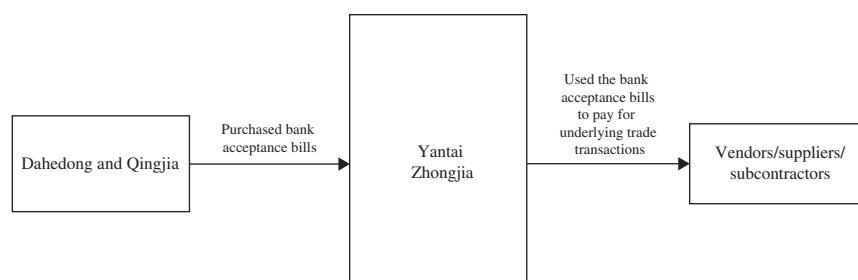 Dahedong and Qingjia
Purchased bank
acceptance bills
Yantai
Zhongjia
Used the bank
acceptance bills
to pay for
underlying trade
transactions
Vendors/suppliers/
subcontractors